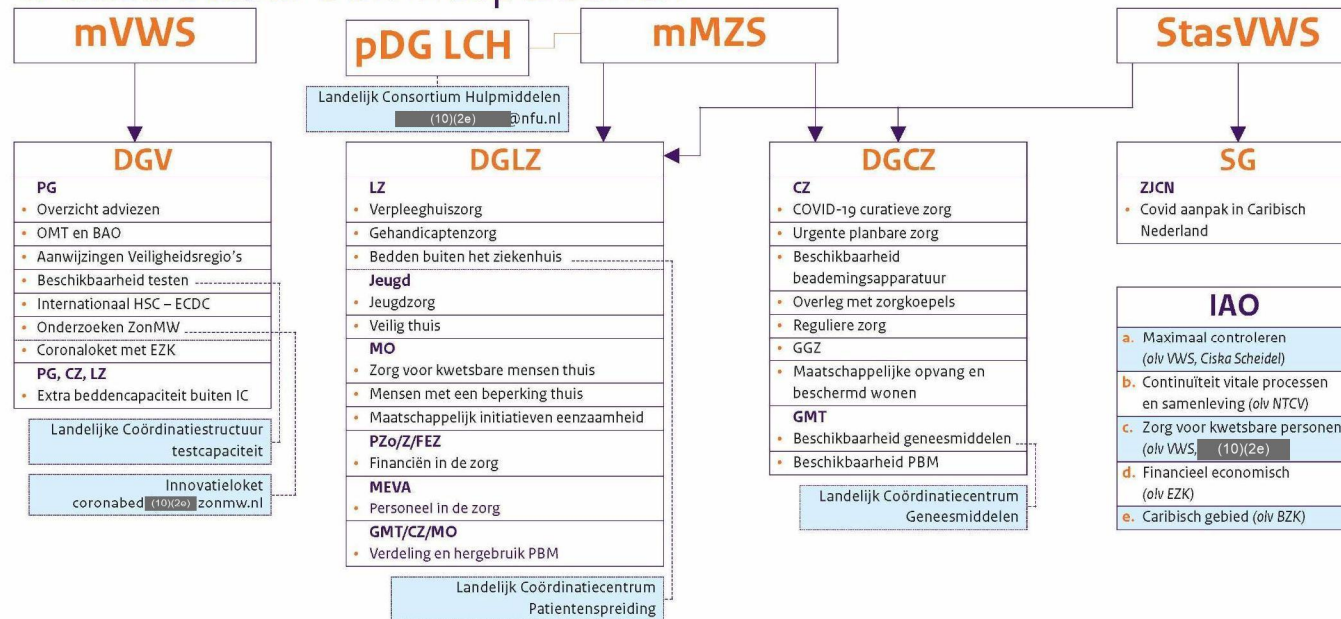 mVWS
pDG LCH
mMZS
StasVWS
Landelijk Consortium Hulpmiddelen
(10)(2e) @nfu.nl
DGV
PG
• Overzicht adviezen
• OMT en BAO
• Aanwijzingen Veiligheidsregio's
• Beschikbaarheid testen
• Internationaal HSC – ECDC
• Onderzoeken ZonMW
• Coronaloket met EZK
PG, CZ, LZ
• Extra beddencapaciteit buiten IC
Landelijke Coördinatiestructuur
testcapaciteit
Innovatieloket
coronabed (10)(2e) zonmw.nl
DGLZ
LZ
• Verpleeghuiszorg
• Gehandicaptenzorg
• Bedden buiten het ziekenhuis
Jeugd
• Jeugdzorg
• Veilig thuis
MO
• Zorg voor kwetsbare mensen thuis
• Mensen met een beperking thuis
• Maatschappelijk initiatieven eenzaamheid
PZo/Z/FEZ
• Financiën in de zorg
MEVA
• Personeel in de zorg
GMT/CZ/MO
• Verdeling en hergebruik PBM
Landelijk Coördinatiecentrum
Patientenspreiding
DGCZ
CZ
• COVID-19 curatieve zorg
• Urgente planbare zorg
• Beschikbaarheid
beademingsapparatuur
• Overleg met zorgkoepels
• Reguliere zorg
• GGZ
• Maatschappelijke opvang en
beschermd wonen
GMT
• Beschikbaarheid geneesmiddelen
• Beschikbaarheid PBM
Landelijk Coördinatiecentrum
Geneesmiddelen
SG
ZJCN
• Covid aanpak in Caribisch
Nederland
IAO
a. Maximaal controleren
(olv VWS, Ciska Scheidel)
b. Continuïteit vitale processen
en samenleving (olv NTCV)
c. Zorg voor kwetsbare personen
(olv VWS, (10)(2e)
d. Financieel economisch
(olv EZK)
e. Caribisch gebied (olv BZK)